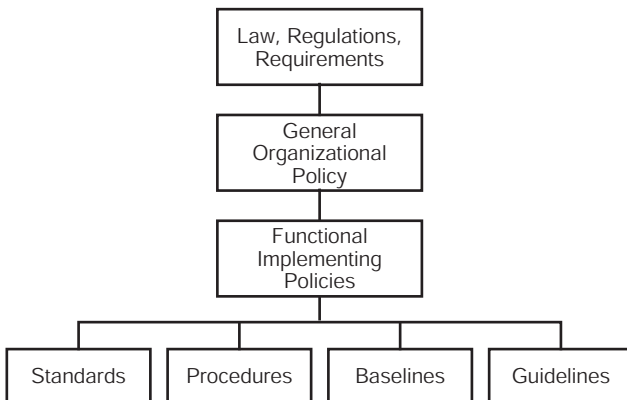 Law, Regulations,
Requirements
General
Organizational
Policy
Functional
Implementing
Policies
Standards
Procedures
Baselines
Guidelines